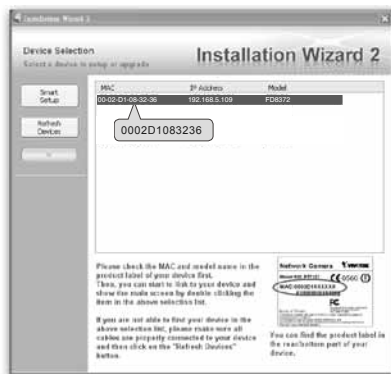 Installation Wizard 2
Device Selection
Select a device to setup or upgrade
Installation Wizard 2
Smart
Setup
Refresh
Devices
MAC IP Address Model
00-02-D1-08-32-36 192.168.5.109 FD8372
0002D1083236
Please check the MAC and model name in the
product label of your device first.
Then, you can start to link to your device and
show the main screen by double clicking the
item in the above selection list.
If you are not able to find your device in the
above selection list, please make sure all
cables are properly connected to your device
and then click on the "Refresh Devices"
button.
Network Camera VIVOTEK
0560
FC
You can find the product label in
the rear/bottom part of your
device.